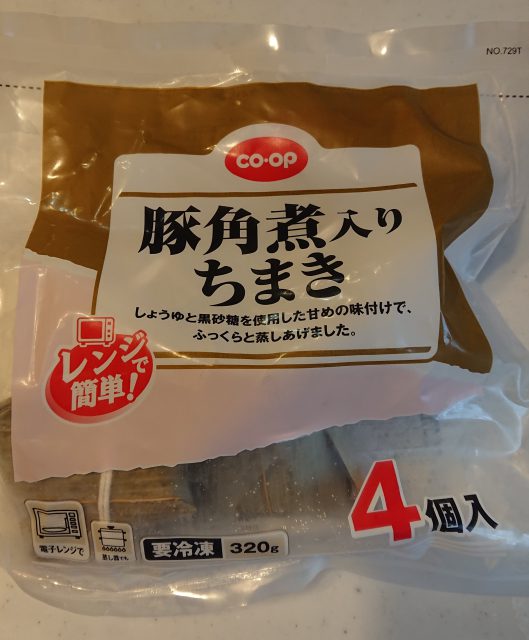 NO.729T
CO·OP
豚角煮入り
ちまき
しょうゆと黒砂糖を使用した甘めの味付けで、
ふっくらと蒸しあげました。
レンジで
簡単!
4個入
電子レンジで
蒸し器でも
要冷凍 320g